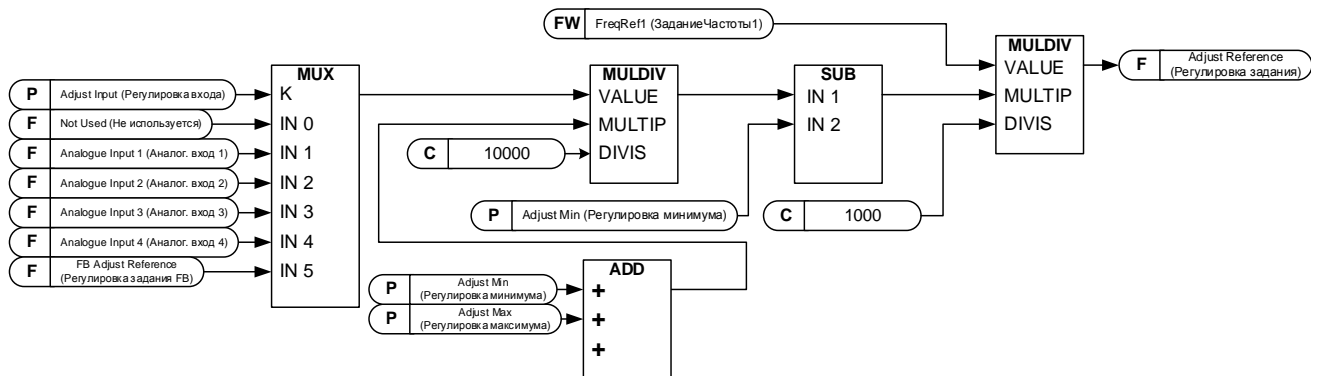 FW FreqRef1 (ЗаданиеЧастоты1)
MUX
K
IN 0
IN 1
IN 2
IN 3
IN 4
IN 5
P Adjust Input (Регулировка входа)
F Not Used (Не используется)
F Analogue Input 1 (Аналог. вход 1)
F Analogue Input 2 (Аналог. вход 2)
F Analogue Input 3 (Аналог. вход 3)
F Analogue Input 4 (Аналог. вход 4)
F FB Adjust Reference
(Регулировка задания FB)
MULDIV
VALUE
MULTIP
DIVIS
C 10000
SUB
IN 1
IN 2
P Adjust Min (Регулировка минимума)
C 1000
MULDIV
VALUE
MULTIP
DIVIS
F Adjust Reference
(Регулировка задания)
ADD
+
+
+
P Adjust Min
(Регулировка минимума)
P Adjust Max
(Регулировка максимума)